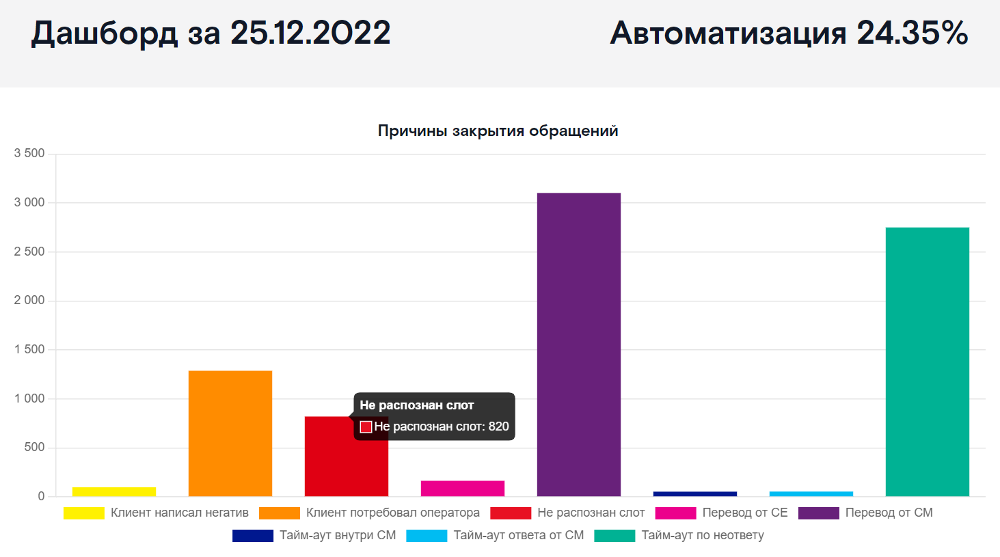 Дашборд за 25.12.2022
Автоматизация 24.35%
Причины закрытия обращений
3 500
3 000
2 500
2 000
1 500
1 000
500
0
Не распознан слот
Не распознан слот: 820
Клиент написал негатив
Клиент потребовал оператора
Не распознан слот
Перевод от CE
Перевод от CM
Тайм-аут внутри CM
Тайм-аут ответа от CM
Тайм-аут по неответу